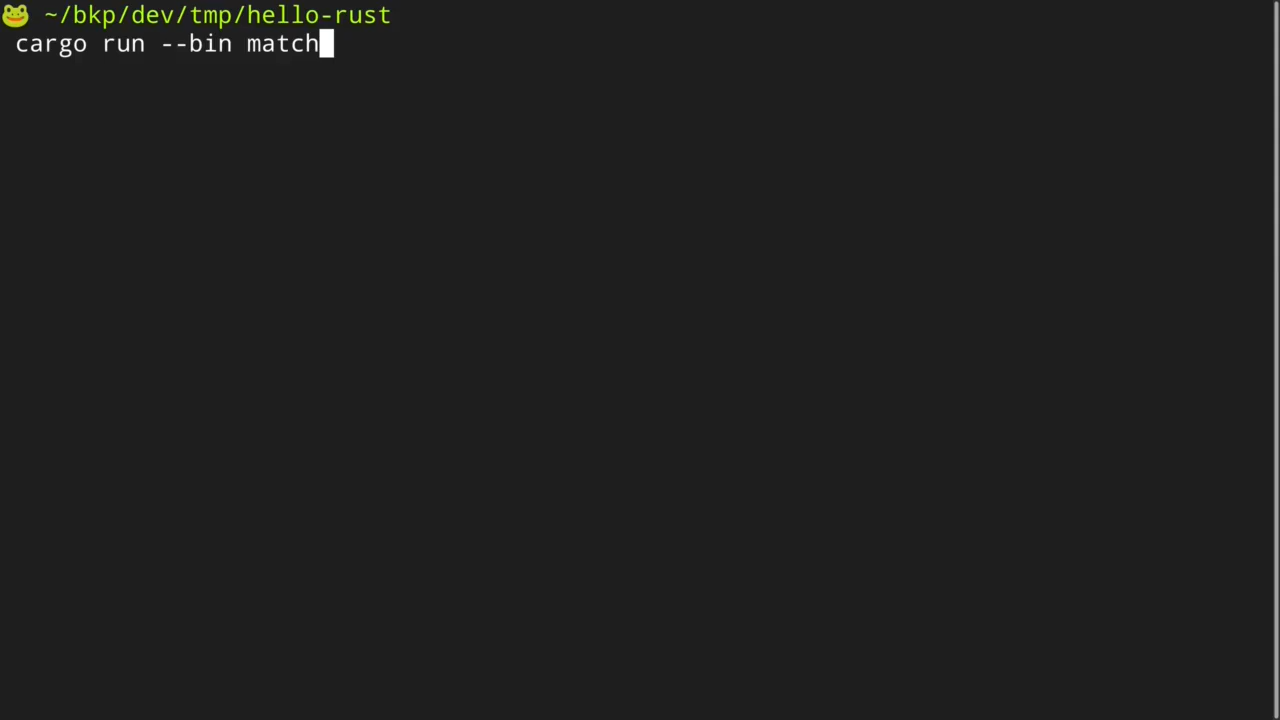 🐸 ~/bkp/dev/tmp/hello-rust
cargo run --bin match